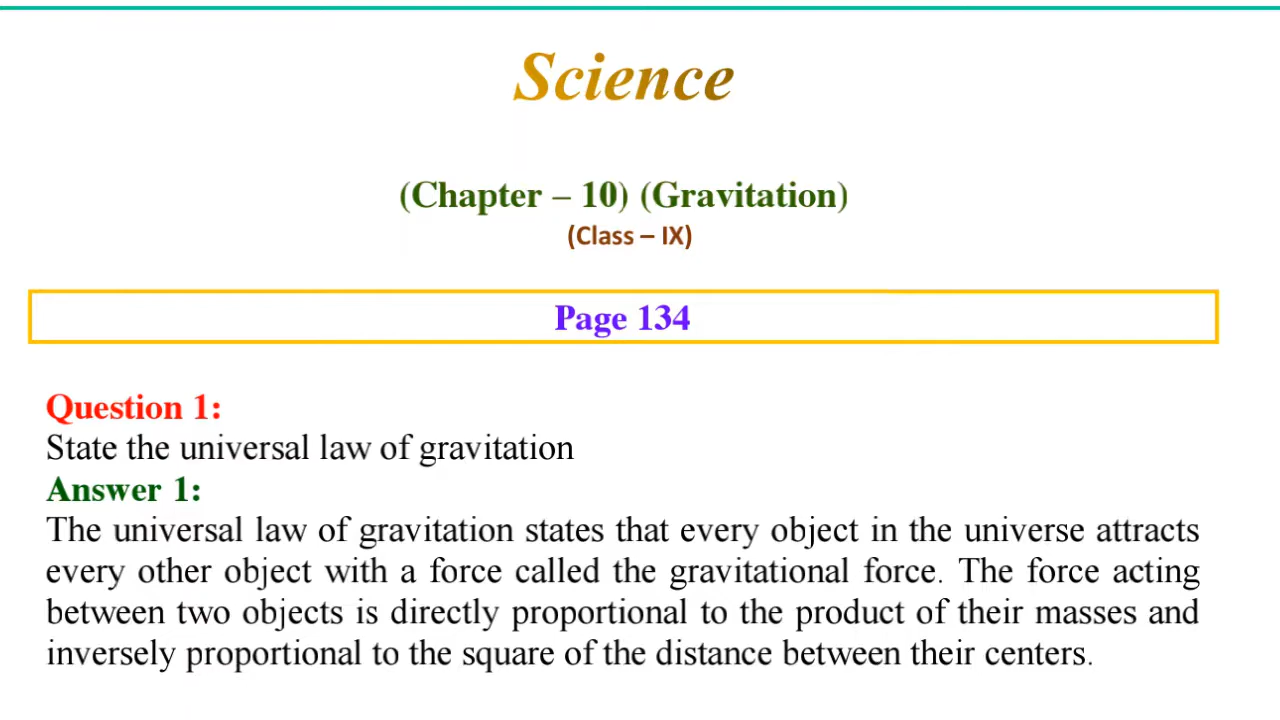 Science
(Chapter – 10) (Gravitation)
(Class – IX)
Page 134
Question 1:
State the universal law of gravitation
Answer 1:
The universal law of gravitation states that every object in the universe attracts
every other object with a force called the gravitational force. The force acting
between two objects is directly proportional to the product of their masses and
inversely proportional to the square of the distance between their centers.